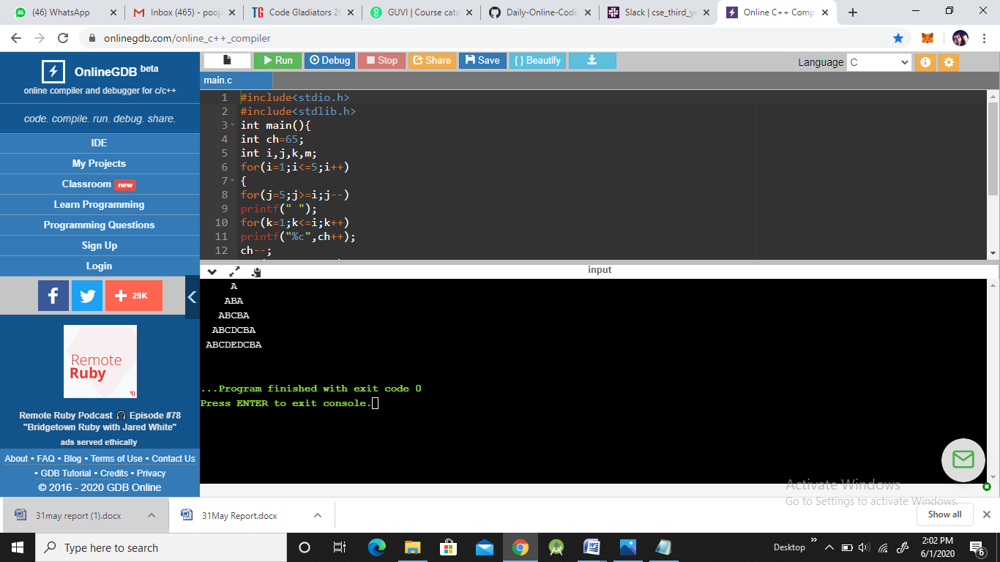 (46) WhatsApp
Inbox (465) - pooj
Code Gladiators 20
GUVI | Course cata
Daily-Online-Codi
Slack | cse_third_ye
Online C++ Comp
onlinegdb.com/online_c++_compiler
OnlineGDB beta
online compiler and debugger for c/c++
code. compile. run. debug. share.
IDE
My Projects
Classroom new
Learn Programming
Programming Questions
Sign Up
Login
29K
Remote
Ruby
Remote Ruby Podcast 🎧 Episode #78
"Bridgetown Ruby with Jared White"
ads served ethically
About • FAQ • Blog • Terms of Use • Contact Us
• GDB Tutorial • Credits • Privacy
© 2016 - 2020 GDB Online
Run Debug Stop Share Save { } Beautify
Language C
main.c
1 #include<stdio.h>
2 #include<stdlib.h>
3 int main(){
4 int ch=65;
5 int i,j,k,m;
6 for(i=1;i<=5;i++)
7 {
8 for(j=5;j>=i;j--)
9 printf(" ");
10 for(k=1;k<=i;k++)
11 printf("%c",ch++);
12 ch--;
input
A
ABA
ABCBA
ABCDCBA
ABCDEDCBA
...Program finished with exit code 0
Press ENTER to exit console.
Activate Windows
Go to Settings to activate Windows.
31may report (1).docx
31May Report.docx
Show all
Type here to search
Desktop
2:02 PM
6/1/2020
6